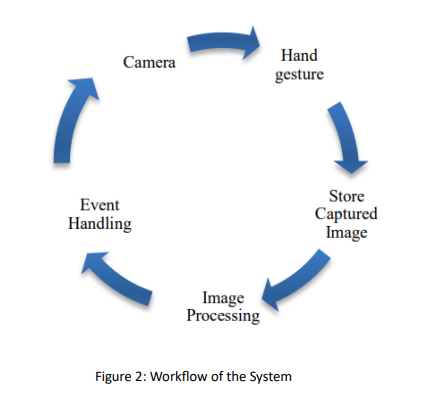 Camera
Hand
gesture
Store
Captured
Image
Image
Processing
Event
Handling
Figure 2: Workflow of the System